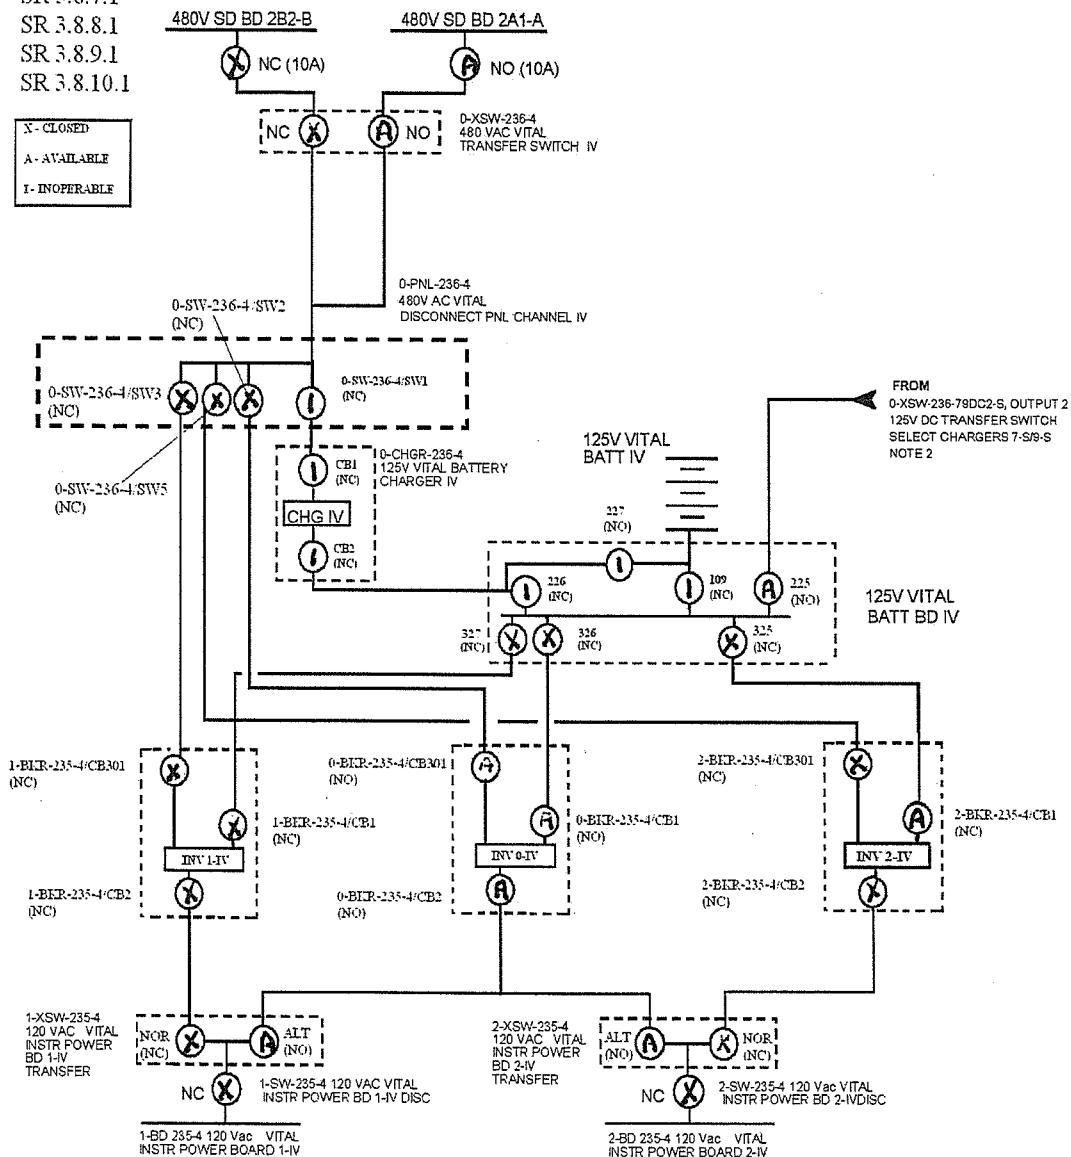 SR 3.8.8.1
SR 3.8.9.1
SR 3.8.10.1
X - CLOSED
A - AVAILABLE
I - INOPERABLE
480V SD BD 2B2-B
480V SD BD 2A1-A
X
NC (10A)
A
NO (10A)
NC
X
A
NO
0-XSW-236-4
480 VAC VITAL
TRANSFER SWITCH IV
0-PNL-236-4
480V AC VITAL
DISCONNECT PNL CHANNEL IV
0-SW-236-4/SW2
(NC)
0-SW-236-4/SW3
(NC)
X
X
X
I
0-SW-236-4/SW1
(NC)
0-SW-236-4/SW5
(NC)
FROM
0-XSW-236-79DC2-S, OUTPUT 2
125V DC TRANSFER SWITCH
SELECT CHARGERS 7-S/9-S
NOTE 2
I
CB1
(NC)
CHG IV
I
CB2
(NC)
0-CHGR-236-4
125V VITAL BATTERY
CHARGER IV
125V VITAL
BATT IV
227
(NO)
I
I
226
(NC)
I
109
(NC)
A
225
(NO)
125V VITAL
BATT BD IV
327
(NC)
X
X
326
(NC)
X
325
(NC)
1-BKR-235-4/CB301
(NC)
X
X
1-BKR-235-4/CB1
(NC)
INV 1-IV
1-BKR-235-4/CB2
(NC)
X
0-BKR-235-4/CB301
(NO)
A
A
0-BKR-235-4/CB1
(NO)
INV 0-IV
0-BKR-235-4/CB2
(NO)
A
2-BKR-235-4/CB301
(NC)
X
A
2-BKR-235-4/CB1
(NC)
INV 2-IV
2-BKR-235-4/CB2
(NC)
X
1-XSW-235-4
120 VAC VITAL
INSTR POWER
BD 1-IV
TRANSFER
NOR
(NC)
X
A
ALT
(NO)
NC
X
1-SW-235-4 120 VAC VITAL
INSTR POWER BD 1-IV DISC
1-BD 235-4 120 Vac VITAL
INSTR POWER BOARD 1-IV
2-XSW-235-4
120 VAC VITAL
INSTR POWER
BD 2-IV
TRANSFER
ALT
(NO)
A
X
NOR
(NC)
NC
X
2-SW-235-4 120 Vac VITAL
INSTR POWER BD 2-IVDISC
2-BD 235-4 120 Vac VITAL
INSTR POWER BOARD 2-IV